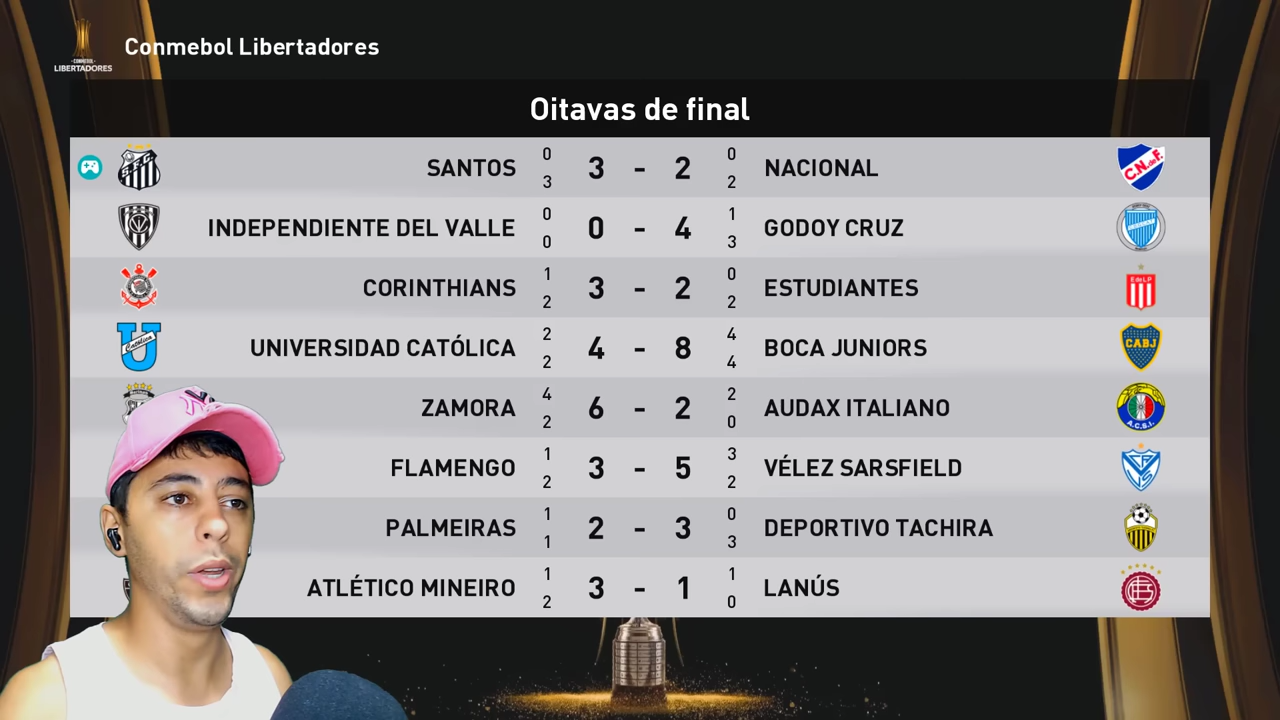 Conmebol Libertadores
CONMEBOL
LIBERTADORES
Oitavas de final
SANTOS 0 3 3 - 2 0 2 NACIONAL
INDEPENDIENTE DEL VALLE 0 0 0 - 4 1 3 GODOY CRUZ
CORINTHIANS 1 2 3 - 2 0 2 ESTUDIANTES
UNIVERSIDAD CATÓLICA 2 2 4 - 8 4 4 BOCA JUNIORS
ZAMORA 4 2 6 - 2 2 0 AUDAX ITALIANO
FLAMENGO 1 2 3 - 5 3 2 VÉLEZ SARSFIELD
PALMEIRAS 1 1 2 - 3 0 3 DEPORTIVO TACHIRA
ATLÉTICO MINEIRO 1 2 3 - 1 1 0 LANÚS